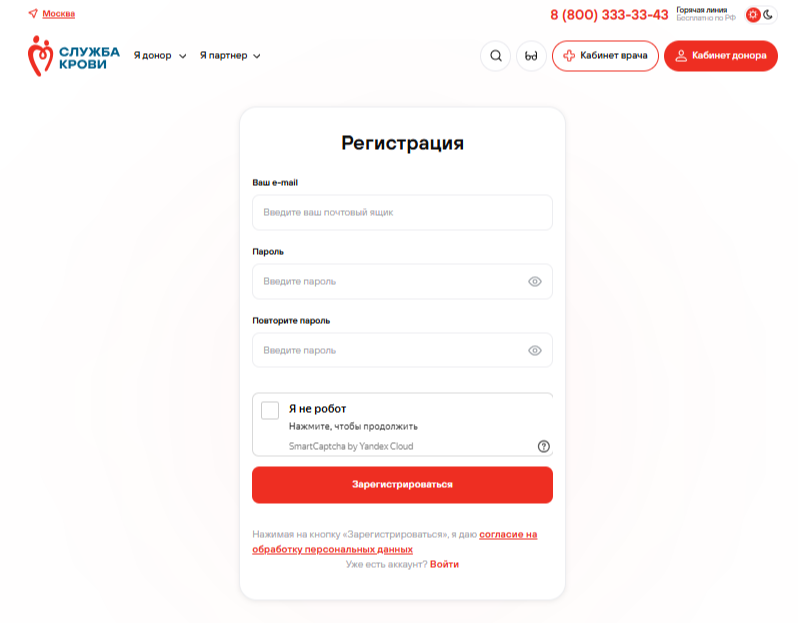 Москва
8 (800) 333-33-43
Горячая линия
Бесплатно по РФ
СЛУЖБА
КРОВИ
Я донор
Я партнер
Кабинет врача
Кабинет донора
Регистрация
Ваш e-mail
Введите ваш почтовый ящик
Пароль
Введите пароль
Повторите пароль
Введите пароль
Я не робот
Нажмите, чтобы продолжить
SmartCaptcha by Yandex Cloud
Зарегистрироваться
Нажимая на кнопку «Зарегистрироваться», я даю согласие на
обработку персональных данных
Уже есть аккаунт? Войти